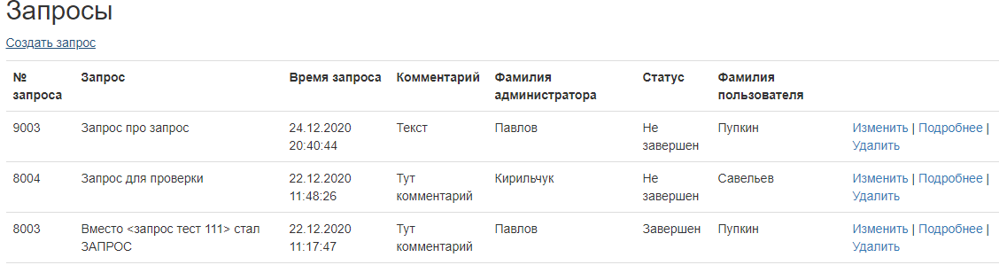 Запросы
Создать запрос
№ запроса Запрос Время запроса Комментарий Фамилия администратора Статус Фамилия пользователя
9003 Запрос про запрос 24.12.2020 20:40:44 Текст Павлов Не завершен Пупкин Изменить | Подробнее | Удалить
8004 Запрос для проверки 22.12.2020 11:48:26 Тут комментарий Кирильчук Не завершен Савельев Изменить | Подробнее | Удалить
8003 Вместо <запрос тест 111> стал ЗАПРОС 22.12.2020 11:17:47 Тут комментарий Павлов Завершен Пупкин Изменить | Подробнее | Удалить